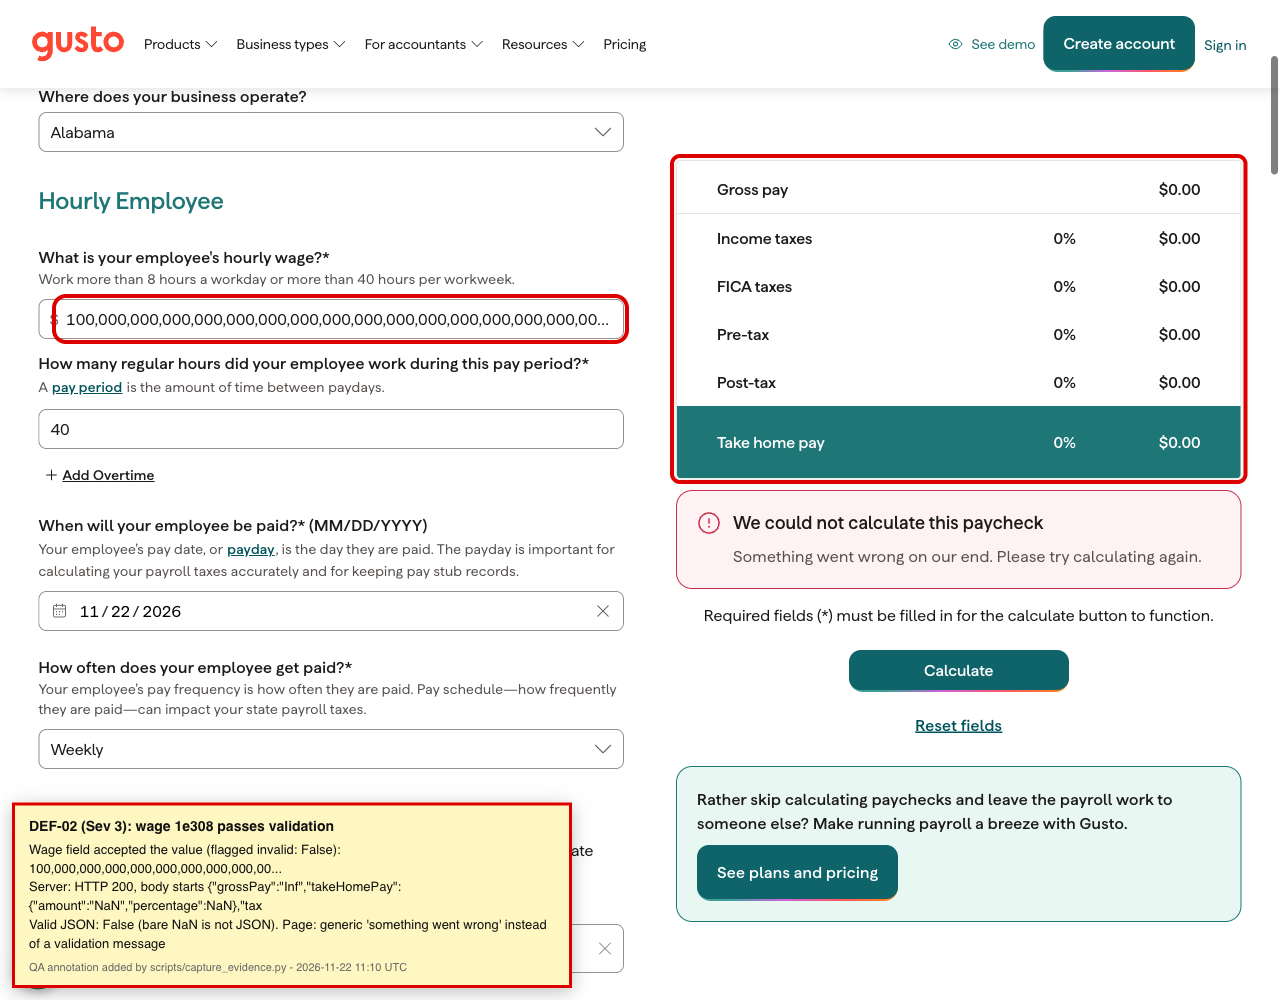 gusto
Products
Business types
For accountants
Resources
Pricing
See demo
Create account
Sign in
Where does your business operate?
Alabama
Hourly Employee
What is your employee's hourly wage?*
Work more than 8 hours a workday or more than 40 hours per workweek.
$ 100,000,000,000,000,000,000,000,000,000,000,000,000,000,000,000,00...
How many regular hours did your employee work during this pay period?*
A pay period is the amount of time between paydays.
40
Add Overtime
When will your employee be paid?* (MM/DD/YYYY)
Your employee's pay date, or payday, is the day they are paid. The payday is important for
calculating your payroll taxes accurately and for keeping pay stub records.
11 / 22 / 2026
How often does your employee get paid?*
Your employee's pay frequency is how often they are paid. Pay schedule—how frequently
they are paid—can impact your state payroll taxes.
Weekly
ate
DEF-02 (Sev 3): wage 1e308 passes validation
Wage field accepted the value (flagged invalid: False):
100,000,000,000,000,000,000,000,000,00...
Server: HTTP 200, body starts {"grossPay":"Inf","takeHomePay":
{"amount":"NaN","percentage":NaN},"tax
Valid JSON: False (bare NaN is not JSON). Page: generic 'something went wrong' instead
of a validation message
QA annotation added by scripts/capture_evidence.py - 2026-11-22 11:10 UTC
Gross pay $0.00
Income taxes 0% $0.00
FICA taxes 0% $0.00
Pre-tax 0% $0.00
Post-tax 0% $0.00
Take home pay 0% $0.00
We could not calculate this paycheck
Something went wrong on our end. Please try calculating again.
Required fields (*) must be filled in for the calculate button to function.
Calculate
Reset fields
Rather skip calculating paychecks and leave the payroll work to
someone else? Make running payroll a breeze with Gusto.
See plans and pricing